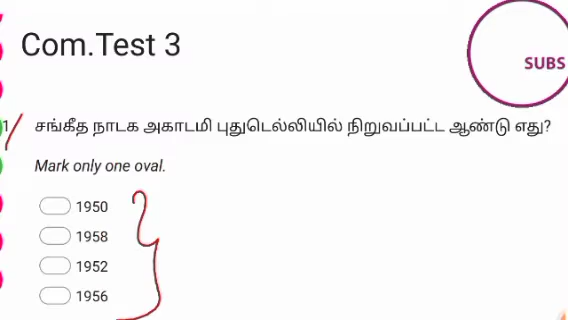 Com.Test 3
SUBS
1 சங்கீத நாடக அகாடமி புதுடெல்லியில் நிறுவப்பட்ட ஆண்டு எது?
Mark only one oval.
1950
1958
1952
1956